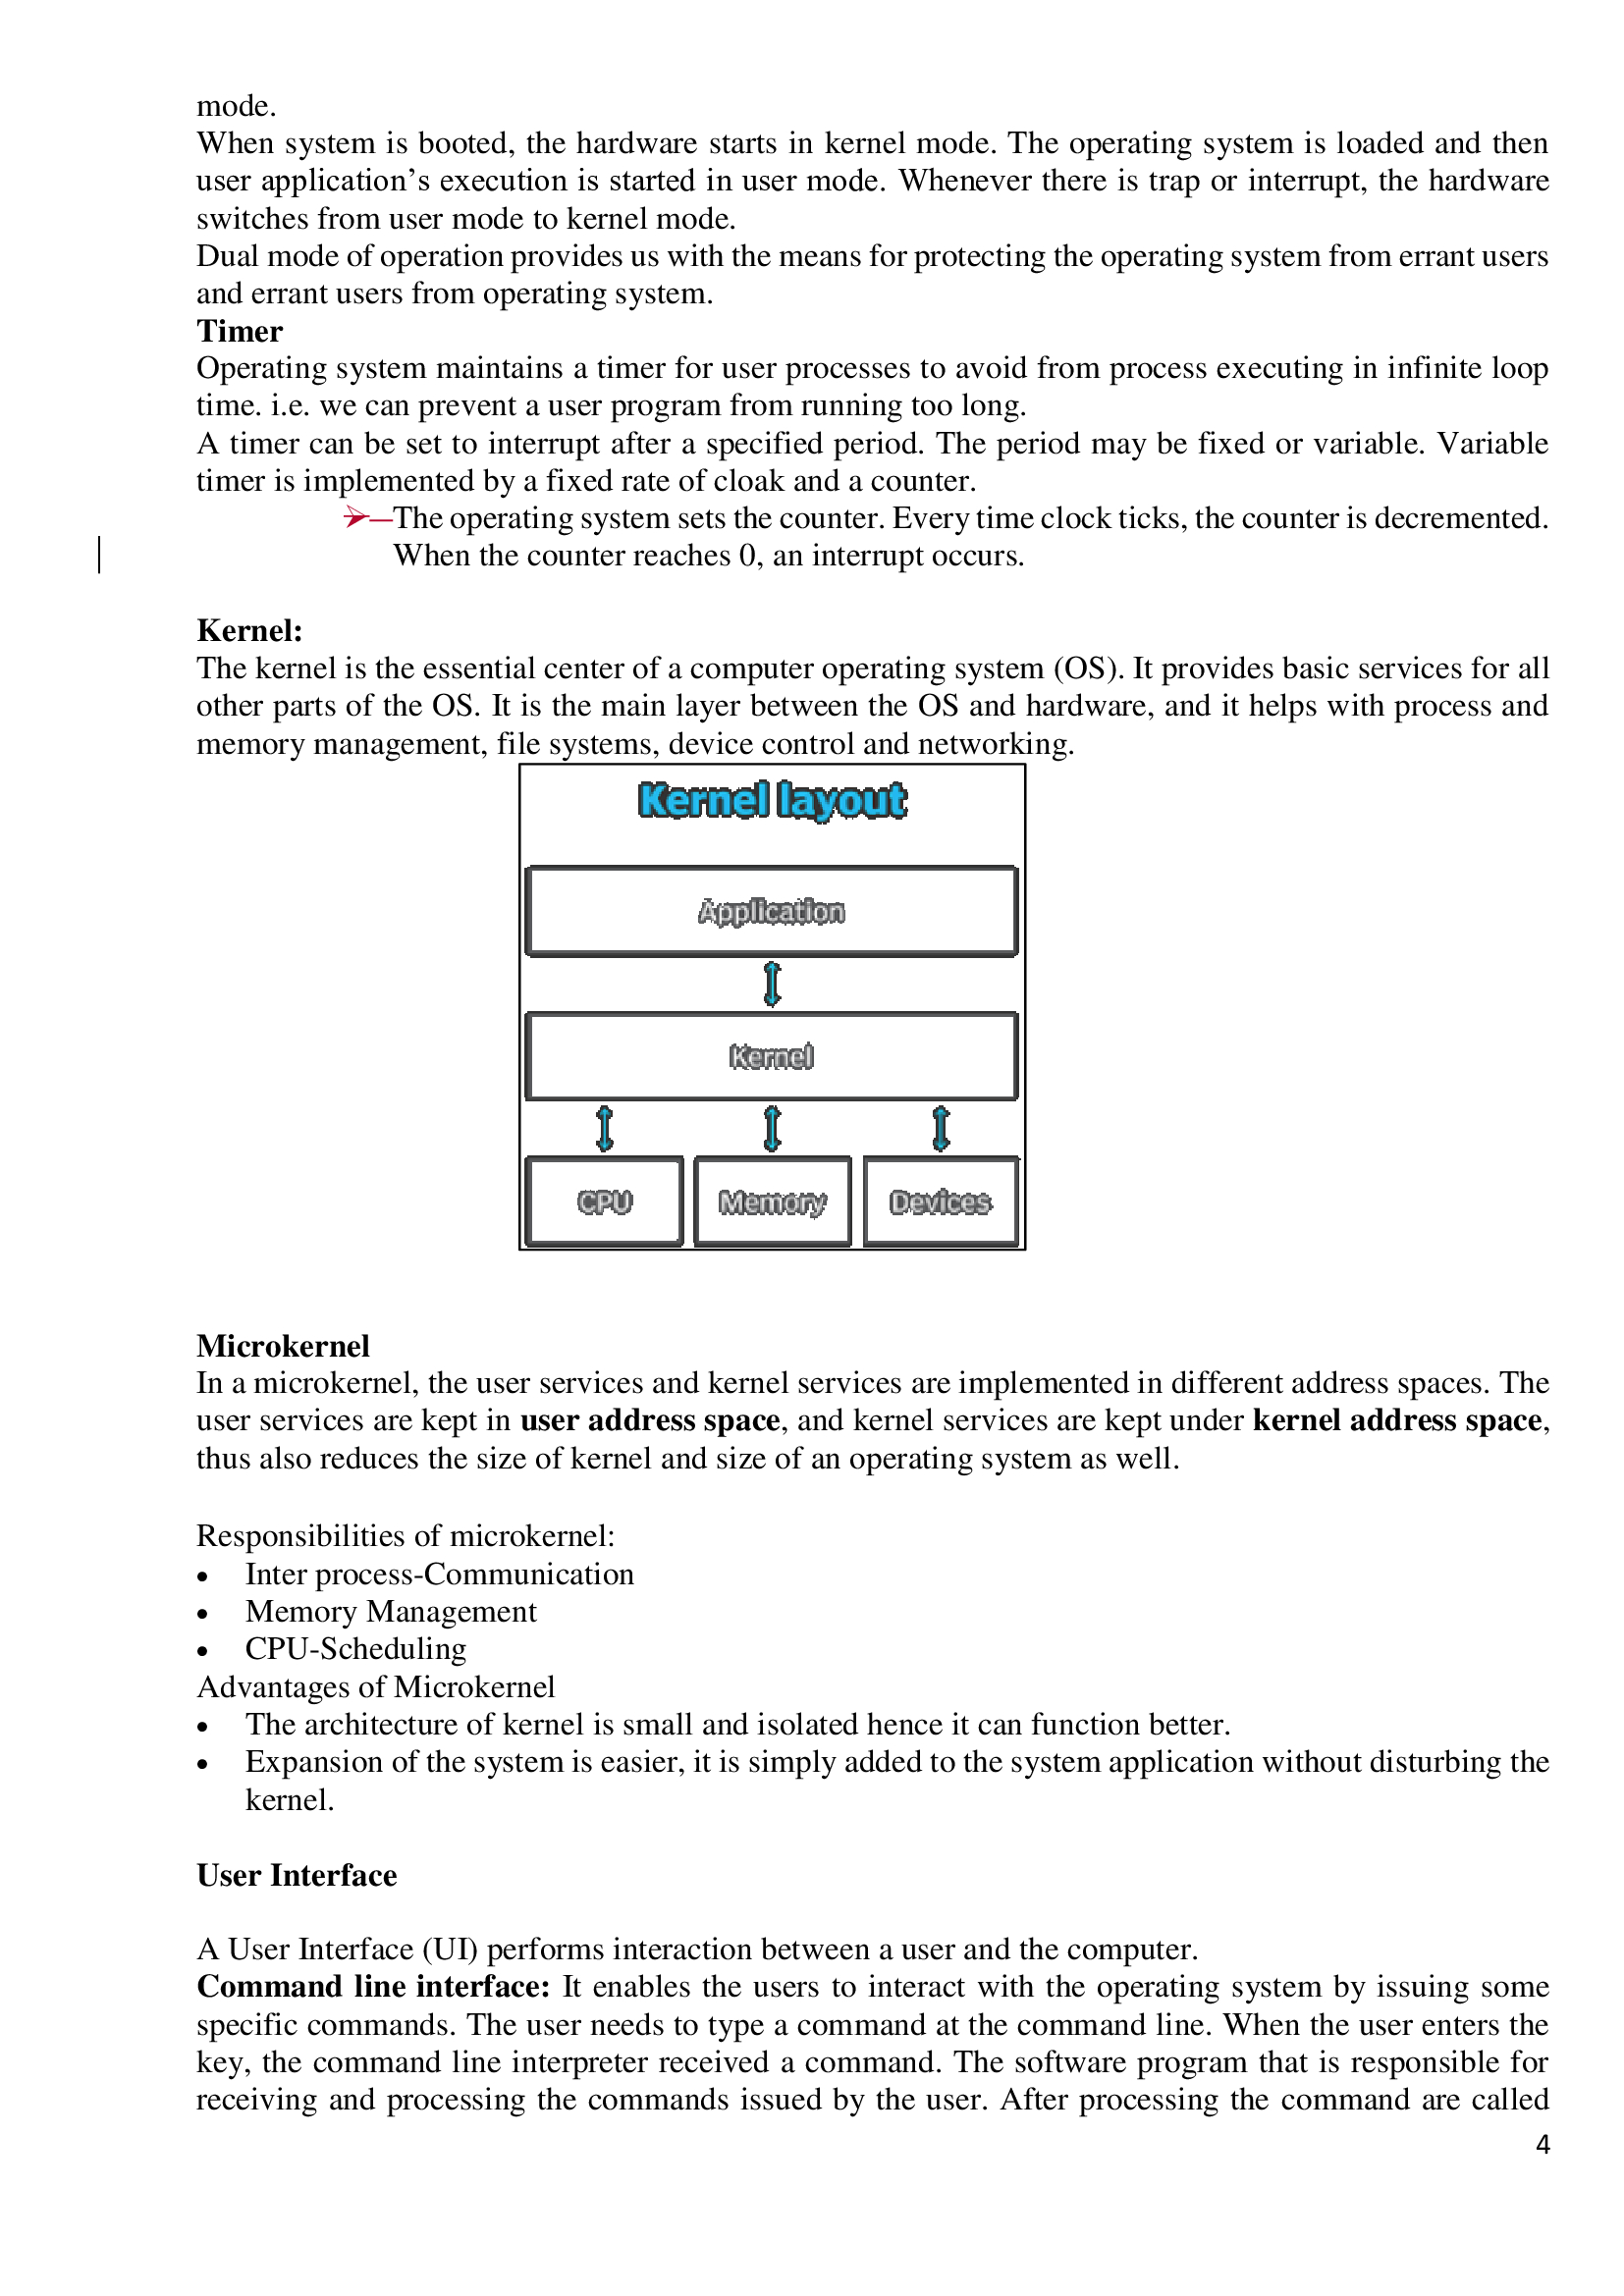 mode.
When system is booted, the hardware starts in kernel mode. The operating system is loaded and then
user application’s execution is started in user mode. Whenever there is trap or interrupt, the hardware
switches from user mode to kernel mode.
Dual mode of operation provides us with the means for protecting the operating system from errant users
and errant users from operating system.
Timer
Operating system maintains a timer for user processes to avoid from process executing in infinite loop
time. i.e. we can prevent a user program from running too long.
A timer can be set to interrupt after a specified period. The period may be fixed or variable. Variable
timer is implemented by a fixed rate of cloak and a counter.
➢ The operating system sets the counter. Every time clock ticks, the counter is decremented.
When the counter reaches 0, an interrupt occurs.
Kernel:
The kernel is the essential center of a computer operating system (OS). It provides basic services for all
other parts of the OS. It is the main layer between the OS and hardware, and it helps with process and
memory management, file systems, device control and networking.
Kernel layout
Application
Kernel
CPU Memory Devices
Microkernel
In a microkernel, the user services and kernel services are implemented in different address spaces. The
user services are kept in user address space, and kernel services are kept under kernel address space,
thus also reduces the size of kernel and size of an operating system as well.
Responsibilities of microkernel:
• Inter process-Communication
• Memory Management
• CPU-Scheduling
Advantages of Microkernel
• The architecture of kernel is small and isolated hence it can function better.
• Expansion of the system is easier, it is simply added to the system application without disturbing the
kernel.
User Interface
A User Interface (UI) performs interaction between a user and the computer.
Command line interface: It enables the users to interact with the operating system by issuing some
specific commands. The user needs to type a command at the command line. When the user enters the
key, the command line interpreter received a command. The software program that is responsible for
receiving and processing the commands issued by the user. After processing the command are called
4